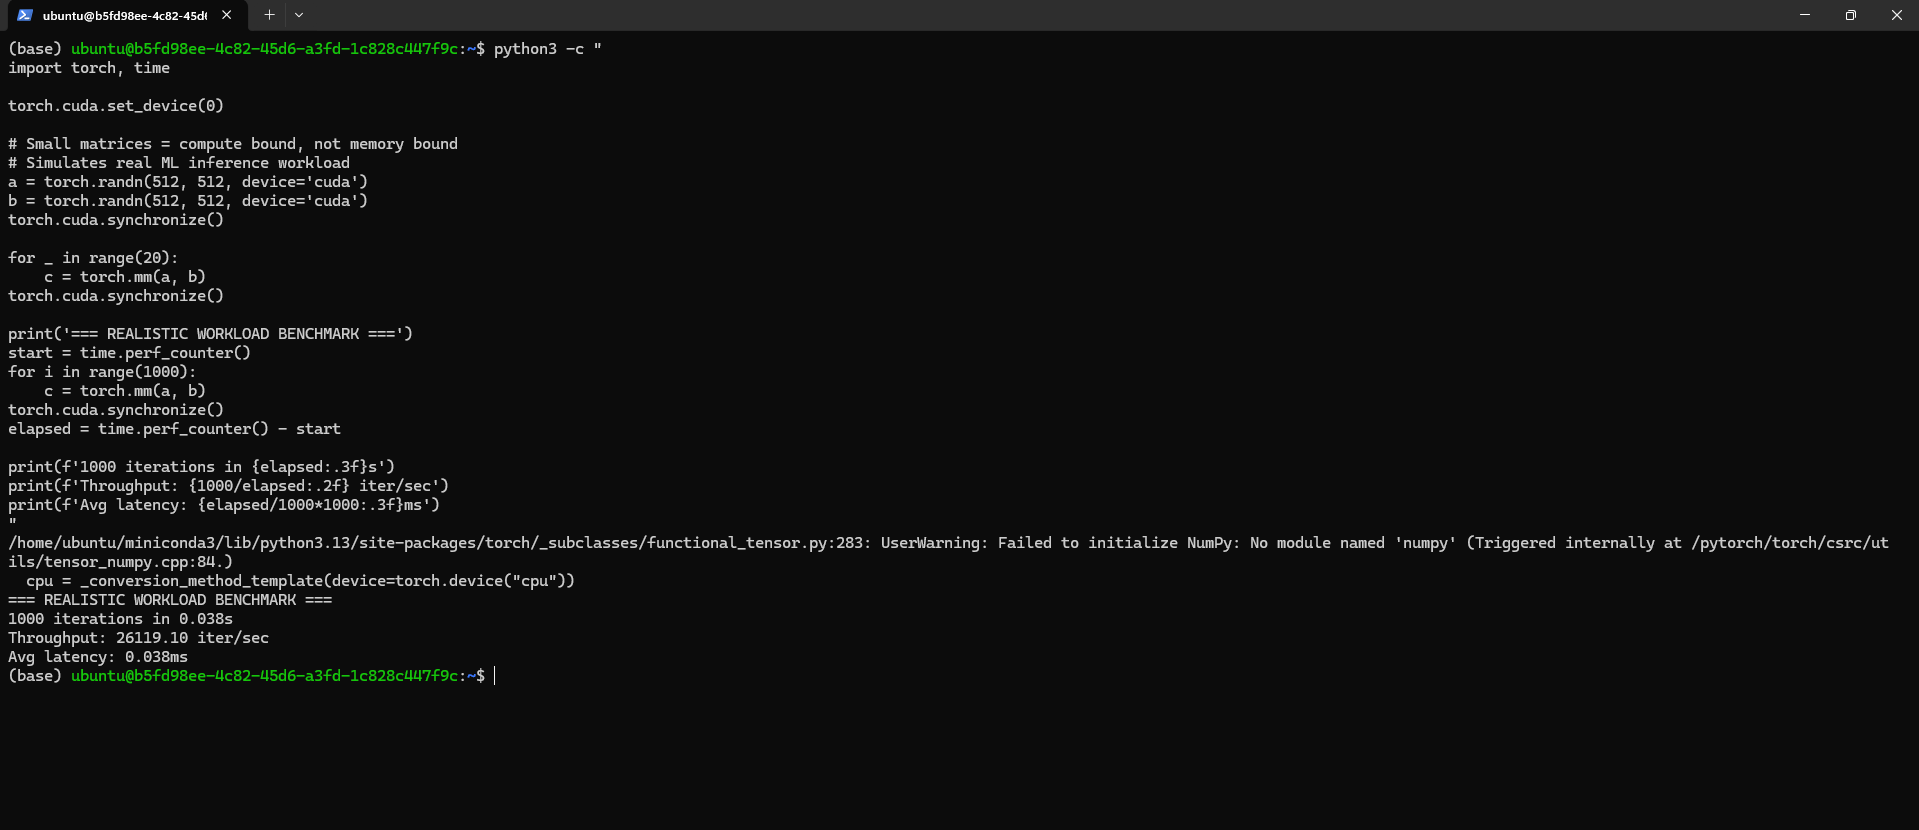 ubuntu@b5fd98ee-4c82-45d6
(base) ubuntu@b5fd98ee-4c82-45d6-a3fd-1c828c447f9c:~$ python3 -c "
import torch, time

torch.cuda.set_device(0)

# Small matrices = compute bound, not memory bound
# Simulates real ML inference workload
a = torch.randn(512, 512, device='cuda')
b = torch.randn(512, 512, device='cuda')
torch.cuda.synchronize()

for _ in range(20):
    c = torch.mm(a, b)
torch.cuda.synchronize()

print('=== REALISTIC WORKLOAD BENCHMARK ===')
start = time.perf_counter()
for i in range(1000):
    c = torch.mm(a, b)
torch.cuda.synchronize()
elapsed = time.perf_counter() - start

print(f'1000 iterations in {elapsed:.3f}s')
print(f'Throughput: {1000/elapsed:.2f} iter/sec')
print(f'Avg latency: {elapsed/1000*1000:.3f}ms')
"
/home/ubuntu/miniconda3/lib/python3.13/site-packages/torch/_subclasses/functional_tensor.py:283: UserWarning: Failed to initialize NumPy: No module named 'numpy' (Triggered internally at /pytorch/torch/csrc/ut
ils/tensor_numpy.cpp:84.)
  cpu = _conversion_method_template(device=torch.device("cpu"))
=== REALISTIC WORKLOAD BENCHMARK ===
1000 iterations in 0.038s
Throughput: 26119.10 iter/sec
Avg latency: 0.038ms
(base) ubuntu@b5fd98ee-4c82-45d6-a3fd-1c828c447f9c:~$